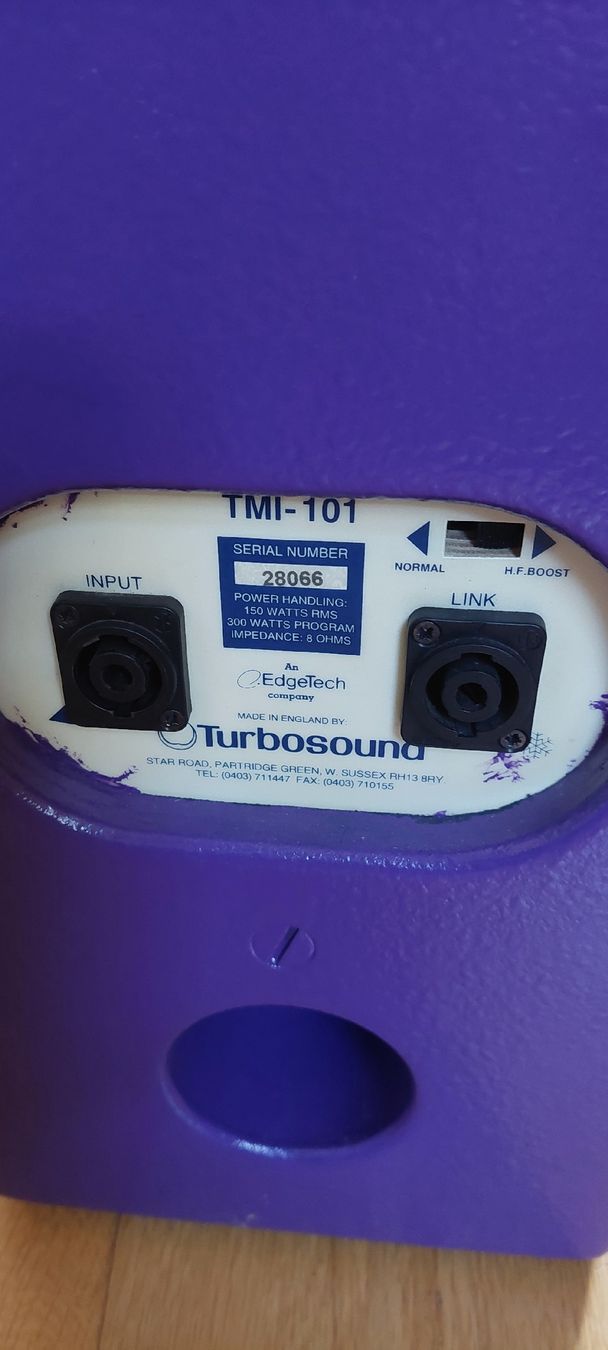 TMI-101
SERIAL NUMBER
28066
POWER HANDLING:
150 WATTS RMS
300 WATTS PROGRAM
IMPEDANCE: 8 OHMS
NORMAL
H.F. BOOST
INPUT
LINK
An
EdgeTech
company
MADE IN ENGLAND BY:
Turbosound
STAR ROAD, PARTRIDGE GREEN, W. SUSSEX RH13 8RY.
TEL: (0403) 711447 FAX: (0403) 710155